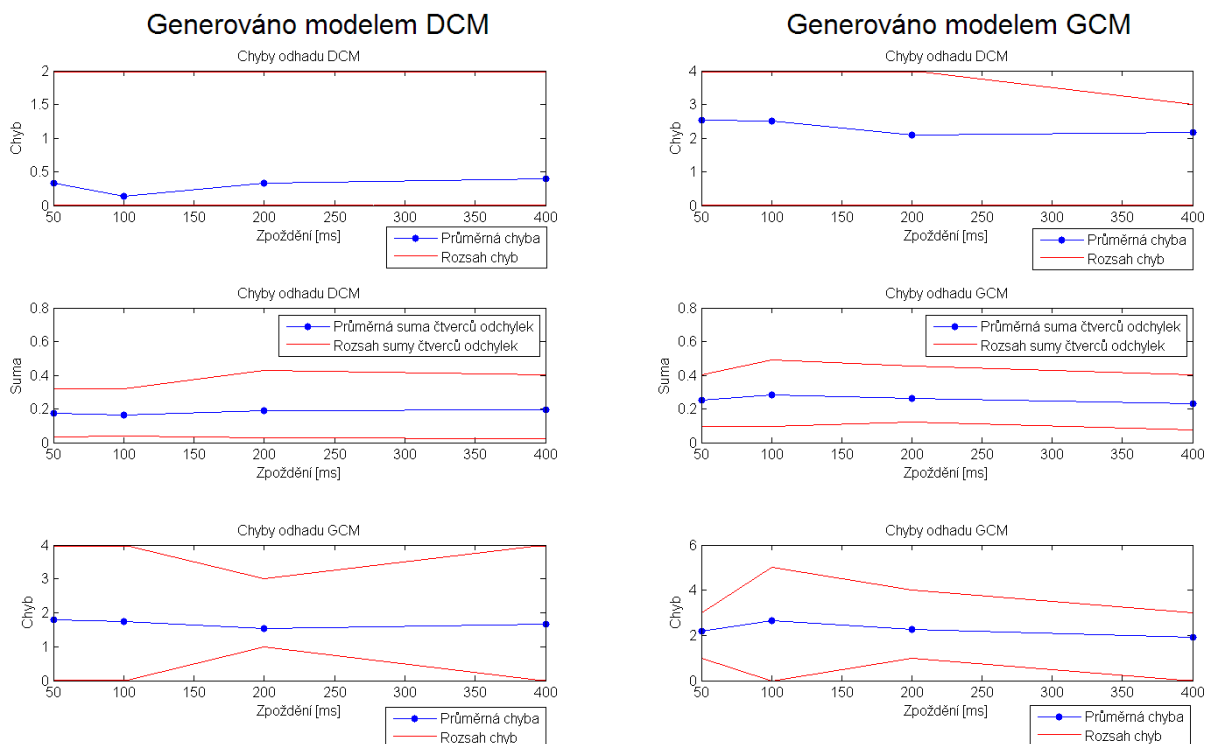 Generováno modelem DCM
Chyby odhadu DCM
Chyb
2
1.5
1
0.5
0
50 100 150 200 250 300 350 400
Zpoždění [ms]
Průměrná chyba
Rozsah chyb
Chyby odhadu DCM
Suma
0.8
0.6
0.4
0.2
0
Průměrná suma čtverců odchylek
Rozsah sumy čtverců odchylek
50 100 150 200 250 300 350 400
Zpoždění [ms]
Chyby odhadu GCM
Chyb
4
3
2
1
0
50 100 150 200 250 300 350 400
Zpoždění [ms]
Průměrná chyba
Rozsah chyb
Generováno modelem GCM
Chyby odhadu DCM
Chyb
4
3
2
1
0
50 100 150 200 250 300 350 400
Zpoždění [ms]
Průměrná chyba
Rozsah chyb
Chyby odhadu GCM
Suma
0.8
0.6
0.4
0.2
0
Průměrná suma čtverců odchylek
Rozsah sumy čtverců odchylek
50 100 150 200 250 300 350 400
Zpoždění [ms]
Chyby odhadu GCM
Chyb
6
4
2
0
50 100 150 200 250 300 350 400
Zpoždění [ms]
Průměrná chyba
Rozsah chyb